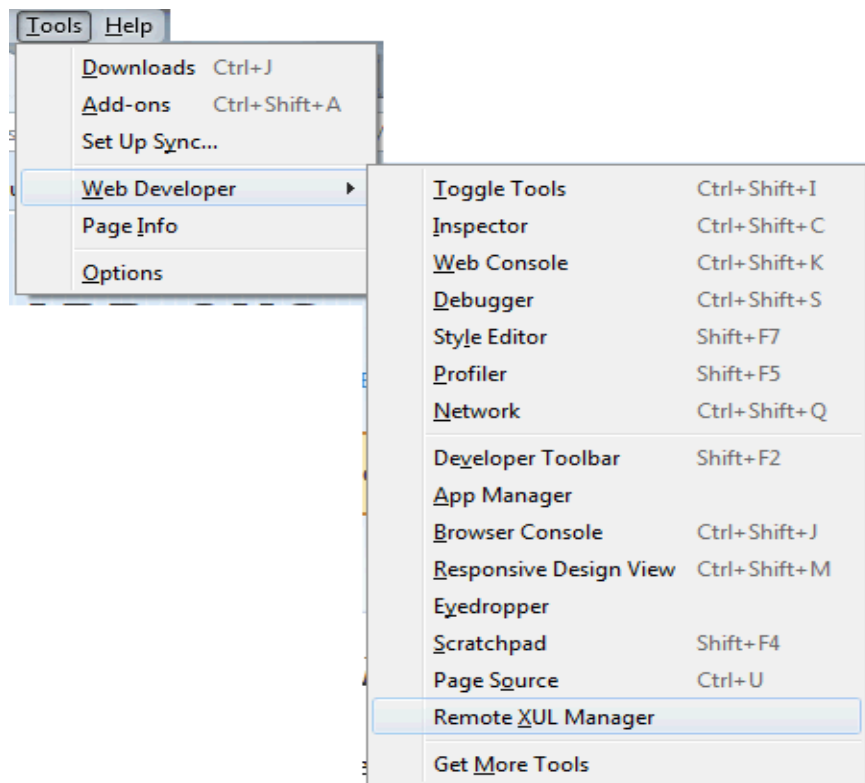 Tools Help
Downloads Ctrl+J
Add-ons Ctrl+Shift+A
Set Up Sync...
Web Developer
Page Info
Options
Toggle Tools Ctrl+Shift+I
Inspector Ctrl+Shift+C
Web Console Ctrl+Shift+K
Debugger Ctrl+Shift+S
Style Editor Shift+F7
Profiler Shift+F5
Network Ctrl+Shift+Q
Developer Toolbar Shift+F2
App Manager
Browser Console Ctrl+Shift+J
Responsive Design View Ctrl+Shift+M
Eyedropper
Scratchpad Shift+F4
Page Source Ctrl+U
Remote XUL Manager
Get More Tools